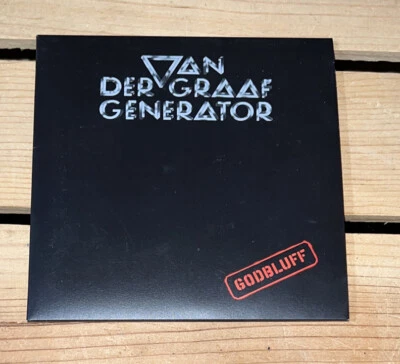 VAN
DER GRAAF
GENERATOR
GODBLUFF